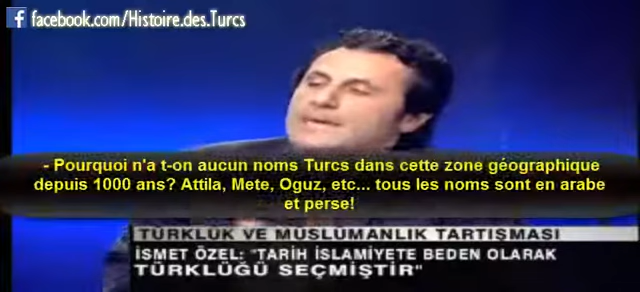 facebook.com/Histoire.des.Turcs
- Pourquoi n'a t-on aucun noms Turcs dans cette zone géographique
depuis 1000 ans? Attila, Mete, Oguz, etc... tous les noms sont en arabe
et perse!
TÜRKLÜK VE MÜSLÜMANLIK TARTIŞMASI
İSMET ÖZEL: "TARİH İSLAMİYETE BEDEN OLARAK
TÜRKLÜĞÜ SEÇMİŞTİR"